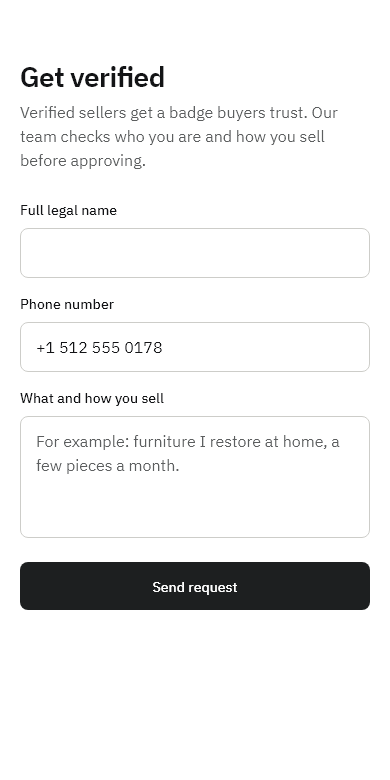 Get verified
Verified sellers get a badge buyers trust. Our
team checks who you are and how you sell
before approving.
Full legal name
Phone number
+1 512 555 0178
What and how you sell
For example: furniture I restore at home, a
few pieces a month.
Send request